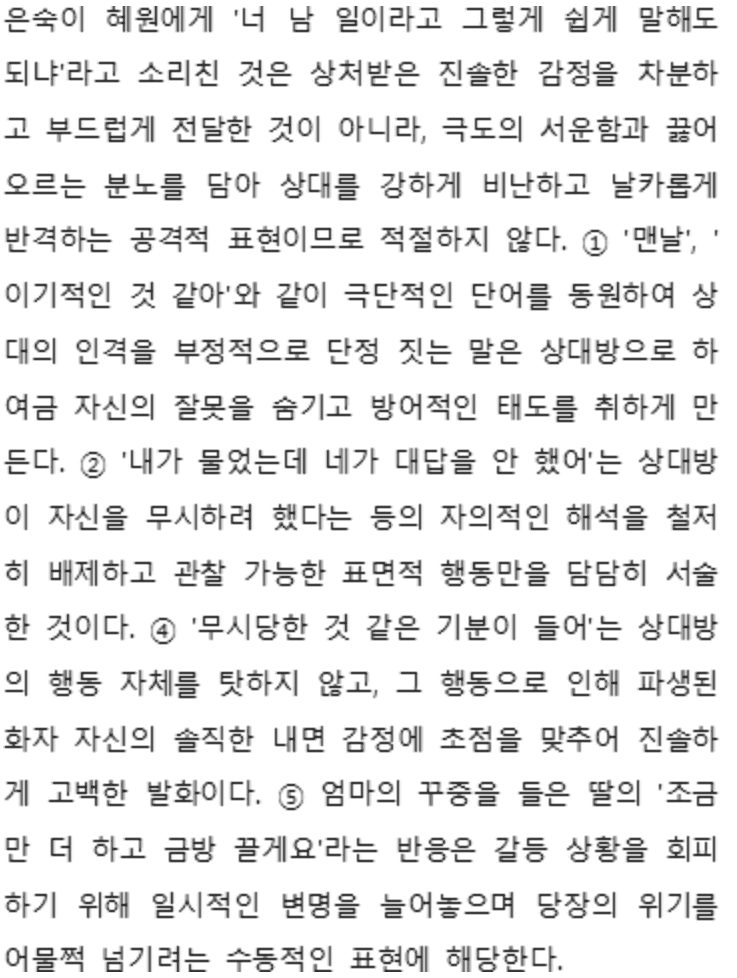 은숙이 혜원에게 '너 남 일이라고 그렇게 쉽게 말해도
되냐'라고 소리친 것은 상처받은 진솔한 감정을 차분하
고 부드럽게 전달한 것이 아니라, 극도의 서운함과 끓어
오르는 분노를 담아 상대를 강하게 비난하고 날카롭게
반격하는 공격적 표현이므로 적절하지 않다. ① '맨날', '
이기적인 것 같아'와 같이 극단적인 단어를 동원하여 상
대의 인격을 부정적으로 단정 짓는 말은 상대방으로 하
여금 자신의 잘못을 숨기고 방어적인 태도를 취하게 만
든다. ② '내가 물었는데 네가 대답을 안 했어'는 상대방
이 자신을 무시하려 했다는 등의 자의적인 해석을 철저
히 배제하고 관찰 가능한 표면적 행동만을 담담히 서술
한 것이다. ④ '무시당한 것 같은 기분이 들어'는 상대방
의 행동 자체를 탓하지 않고, 그 행동으로 인해 파생된
화자 자신의 솔직한 내면 감정에 초점을 맞추어 진솔하
게 고백한 발화이다. ⑤ 엄마의 꾸중을 들은 딸의 '조금
만 더 하고 금방 끌게요'라는 반응은 갈등 상황을 회피
하기 위해 일시적인 변명을 늘어놓으며 당장의 위기를
어물쩍 넘기려는 수동적인 표현에 해당한다.